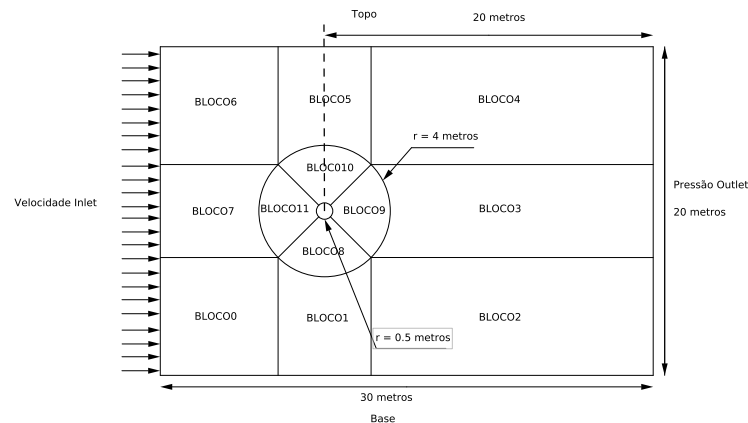 Topo
20 metros
BLOCO6
BLOCO5
BLOCO4
r = 4 metros
BLOCO10
Velocidade Inlet
BLOCO7
BLOCO11
BLOCO9
BLOCO3
Pressão Outlet
20 metros
BLOCO8
BLOCO0
BLOCO1
BLOCO2
r = 0.5 metros
30 metros
Base